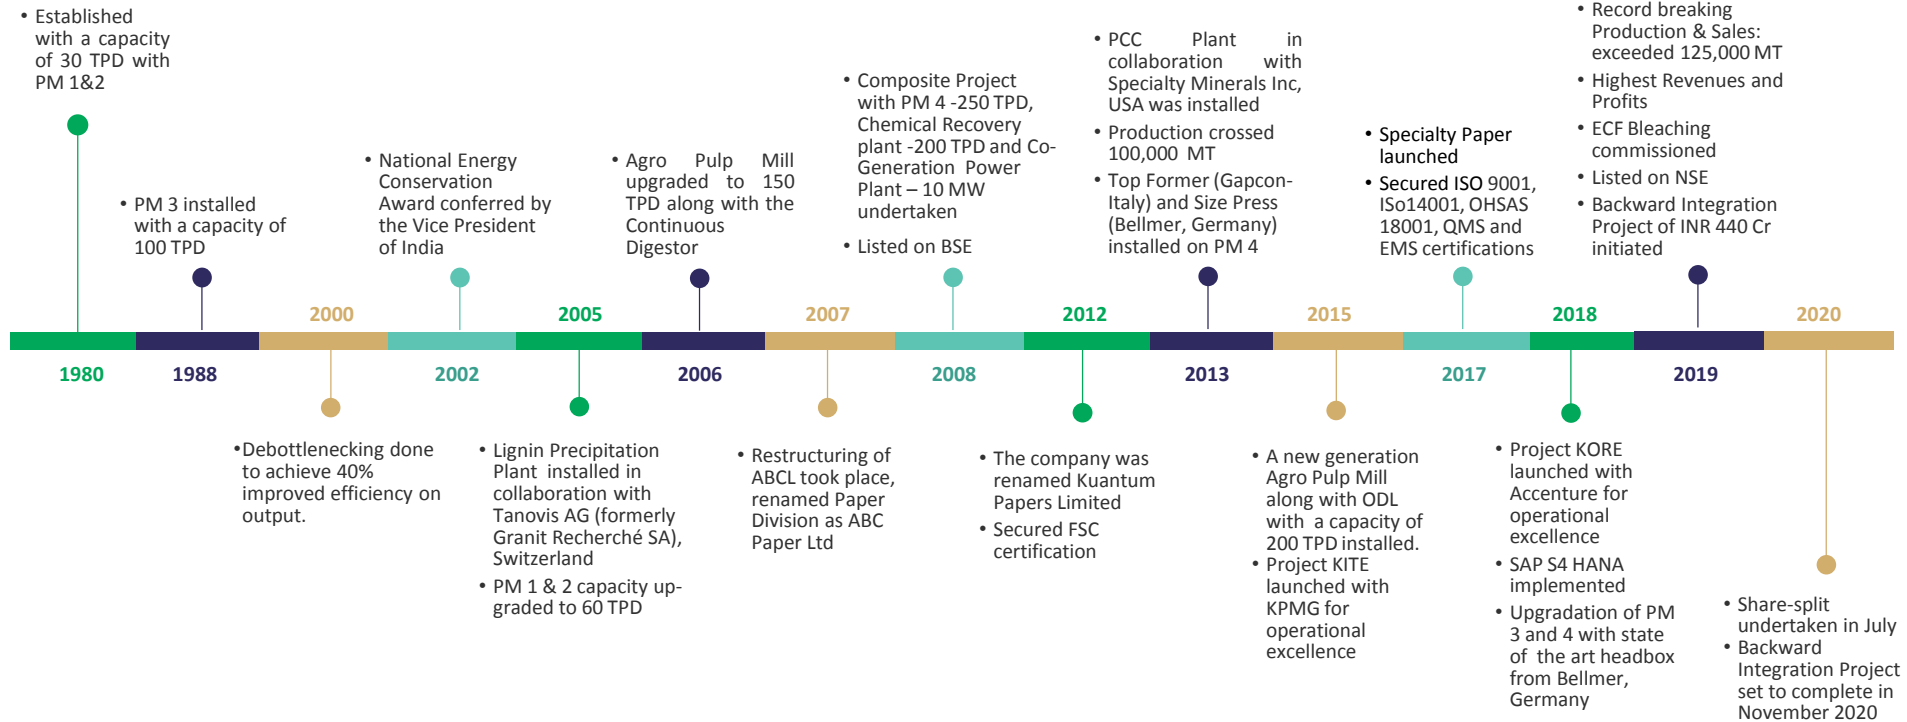 • Established
with a capacity
of 30 TPD with
PM 1&2
1980
• PM 3 installed
with a capacity of
100 TPD
1988
2000
•Debottlenecking done
to achieve 40%
improved efficiency on
output.
• National Energy
Conservation
Award conferred by
the Vice President
of India
2002
2005
• Lignin Precipitation
Plant installed in
collaboration with
Tanovis AG (formerly
Granit Recherché SA),
Switzerland
• PM 1 & 2 capacity up-
graded to 60 TPD
• Agro Pulp Mill
upgraded to 150
TPD along with the
Continuous
Digestor
2006
2007
• Restructuring of
ABCL took place,
renamed Paper
Division as ABC
Paper Ltd
• Composite Project
with PM 4 -250 TPD,
Chemical Recovery
plant -200 TPD and Co-
Generation Power
Plant – 10 MW
undertaken
• Listed on BSE
2008
2012
• The company was
renamed Kuantum
Papers Limited
• Secured FSC
certification
• PCC Plant in
collaboration with
Specialty Minerals Inc,
USA was installed
• Production crossed
100,000 MT
• Top Former (Gapcon-
Italy) and Size Press
(Bellmer, Germany)
installed on PM 4
2013
2015
• A new generation
Agro Pulp Mill
along with ODL
with a capacity of
200 TPD installed.
• Project KITE
launched with
KPMG for
operational
excellence
• Specialty Paper
launched
• Secured ISO 9001,
ISo14001, OHSAS
18001, QMS and
EMS certifications
2017
2018
• Project KORE
launched with
Accenture for
operational
excellence
• SAP S4 HANA
implemented
• Upgradation of PM
3 and 4 with state
of the art headbox
from Bellmer,
Germany
• Record breaking
Production & Sales:
exceeded 125,000 MT
• Highest Revenues and
Profits
• ECF Bleaching
commissioned
• Listed on NSE
• Backward Integration
Project of INR 440 Cr
initiated
2019
2020
• Share-split
undertaken in July
• Backward
Integration Project
set to complete in
November 2020